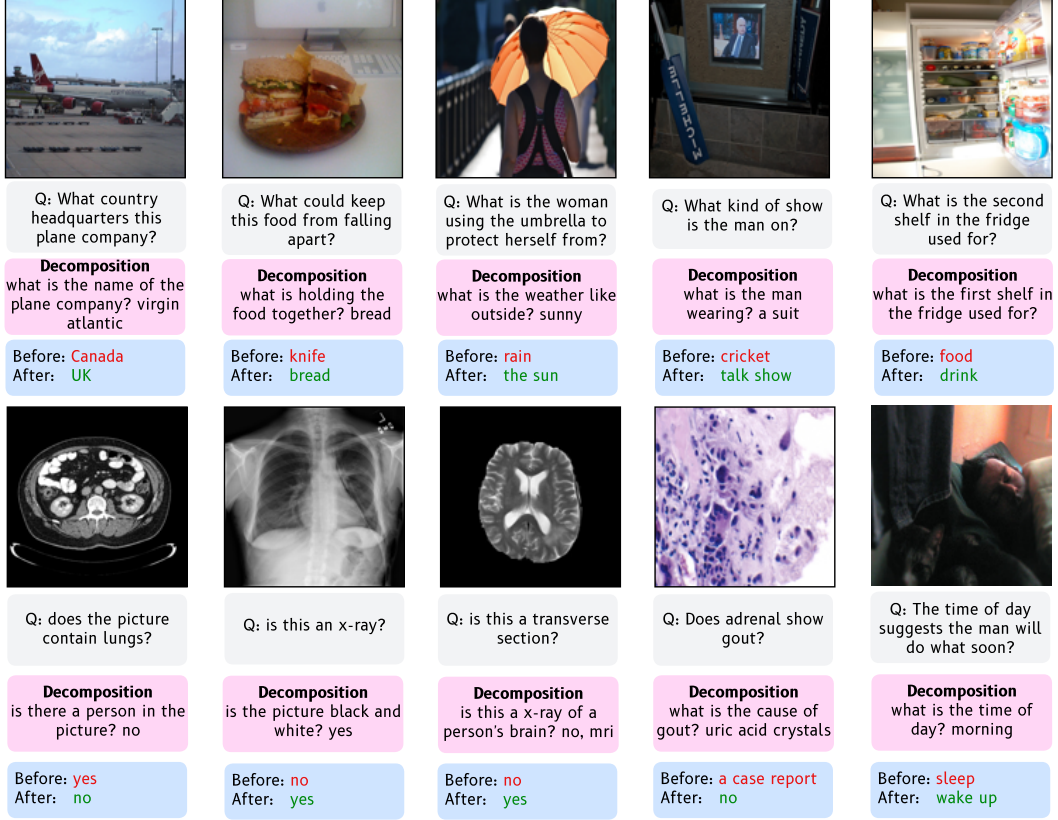 Q: What country
headquarters this
plane company?
Decomposition
what is the name of the
plane company? virgin
atlantic
Before: Canada
After: UK
Q: What could keep
this food from falling
apart?
Decomposition
what is holding the
food together? bread
Before: knife
After: bread
Q: What is the woman
using the umbrella to
protect herself from?
Decomposition
what is the weather like
outside? sunny
Before: rain
After: the sun
Q: What kind of show
is the man on?
Decomposition
what is the man
wearing? a suit
Before: cricket
After: talk show
Q: What is the second
shelf in the fridge
used for?
Decomposition
what is the first shelf in
the fridge used for?
Before: food
After: drink
Q: does the picture
contain lungs?
Decomposition
is there a person in the
picture? no
Before: yes
After: no
Q: is this an x-ray?
Decomposition
is the picture black and
white? yes
Before: no
After: yes
Q: is this a transverse
section?
Decomposition
is this a x-ray of a
person's brain? no, mri
Before: no
After: yes
Q: Does adrenal show
gout?
Decomposition
what is the cause of
gout? uric acid crystals
Before: a case report
After: no
Q: The time of day
suggests the man will
do what soon?
Decomposition
what is the time of
day? morning
Before: sleep
After: wake up